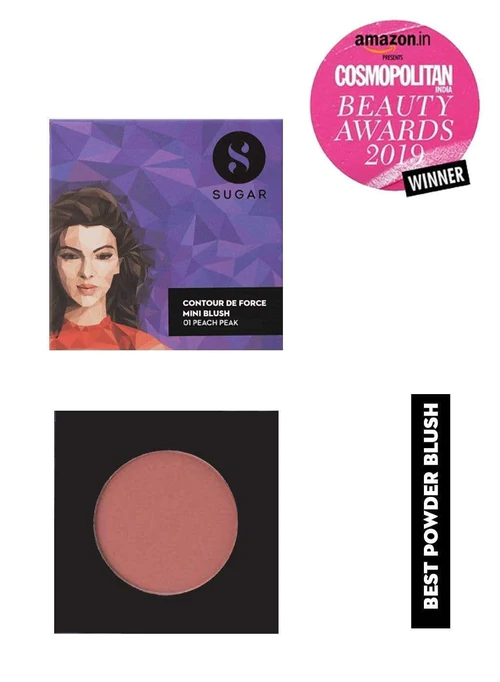 amazon.in
PRESENTS
COSMOPOLITAN
INDIA
BEAUTY
AWARDS
2019
WINNER
S
SUGAR
CONTOUR DE FORCE
MINI BLUSH
01 PEACH PEAK
BEST POWDER BLUSH